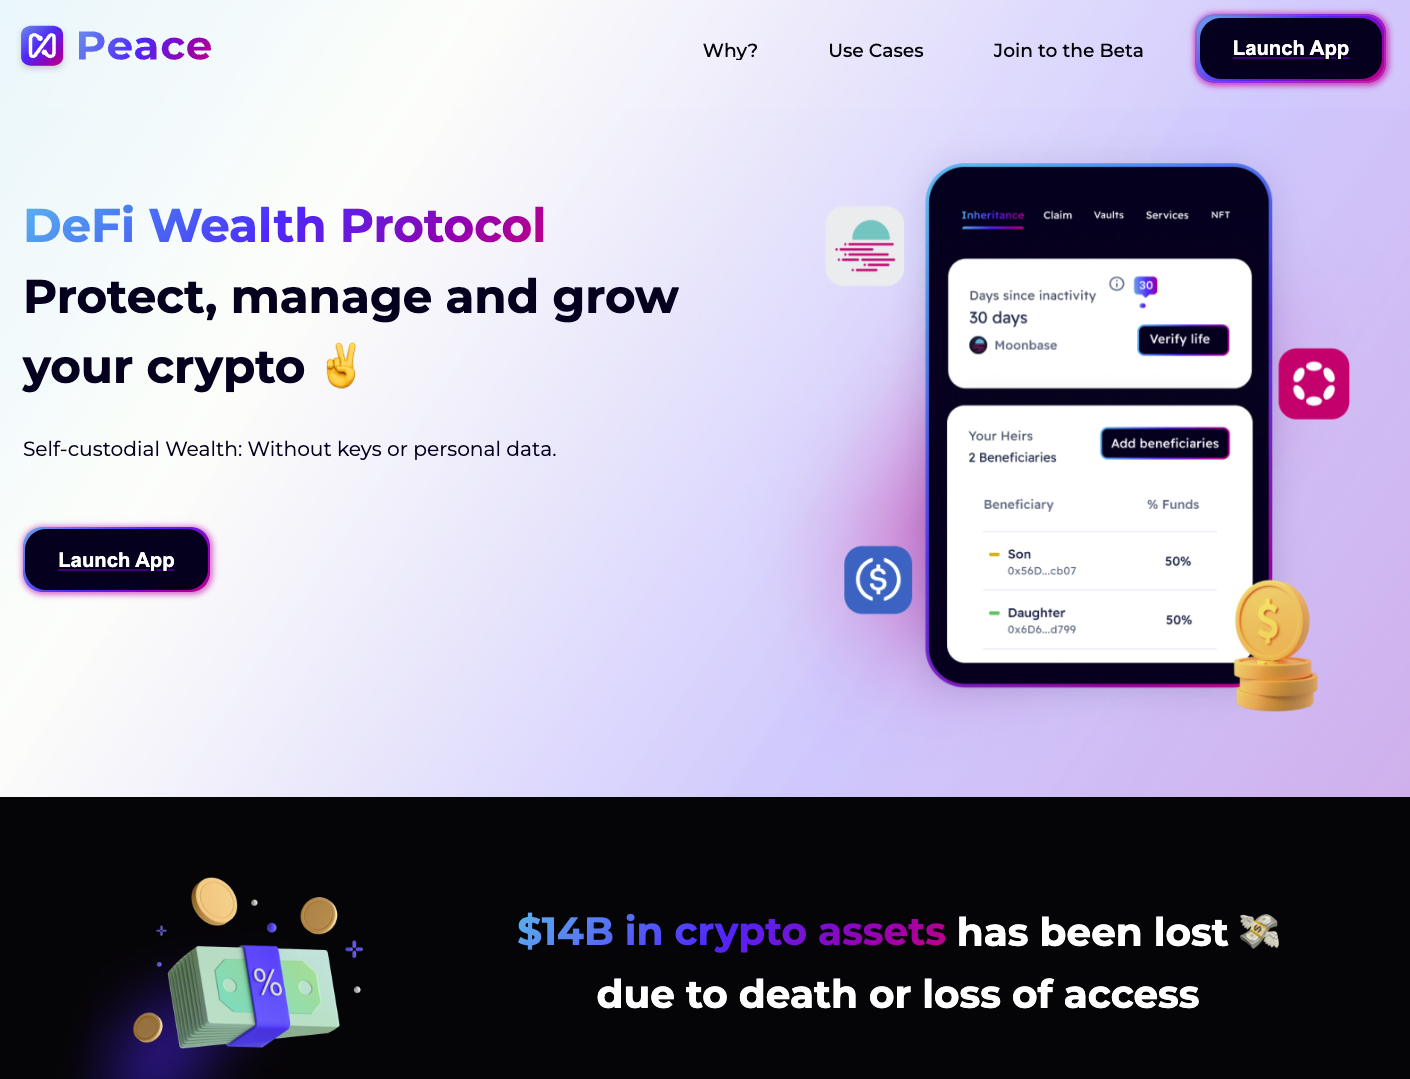 Peace
Why?
Use Cases
Join to the Beta
Launch App
DeFi Wealth Protocol
Protect, manage and grow
your crypto ✌️
Self-custodial Wealth: Without keys or personal data.
Launch App
Inheritance Claim Vaults Services NFT
Days since inactivity
30
30 days
Moonbase
Verify life
Your Heirs
2 Beneficiaries
Add beneficiaries
Beneficiary % Funds
Son
0x56D...cb07
50%
Daughter
0x6D6...d799
50%
$14B in crypto assets has been lost 💸
due to death or loss of access